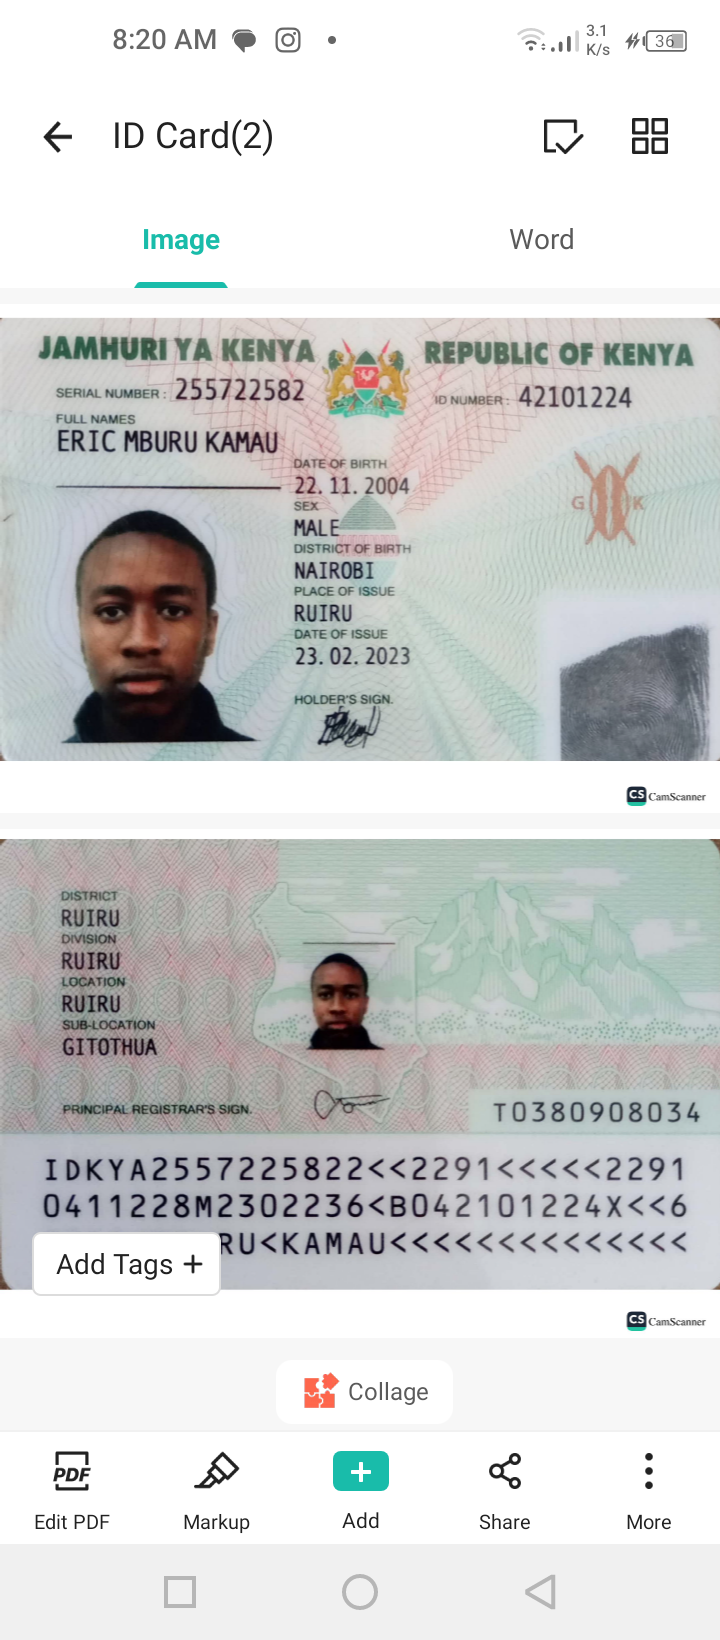 8:20 AM
3.1
K/s
36
ID Card(2)
Image
Word
JAMHURI YA KENYA
REPUBLIC OF KENYA
SERIAL NUMBER: 255722582
ID NUMBER: 42101224
FULL NAMES
ERIC MBURU KAMAU
DATE OF BIRTH
22. 11. 2004
SEX
MALE
DISTRICT OF BIRTH
NAIROBI
PLACE OF ISSUE
RUIRU
DATE OF ISSUE
23. 02. 2023
HOLDER'S SIGN.
G K
CS CamScanner
DISTRICT
RUIRU
DIVISION
RUIRU
LOCATION
RUIRU
SUB-LOCATION
GITOTHUA
PRINCIPAL REGISTRAR'S SIGN.
T0380908034
IDKYA2557225822<<2291<<<<<2291
0411228M2302236<B042101224X<<6
RU<KAMAU<<<<<<<<<<<<<<
Add Tags +
CS CamScanner
Collage
PDF
Edit PDF
Markup
Add
Share
More